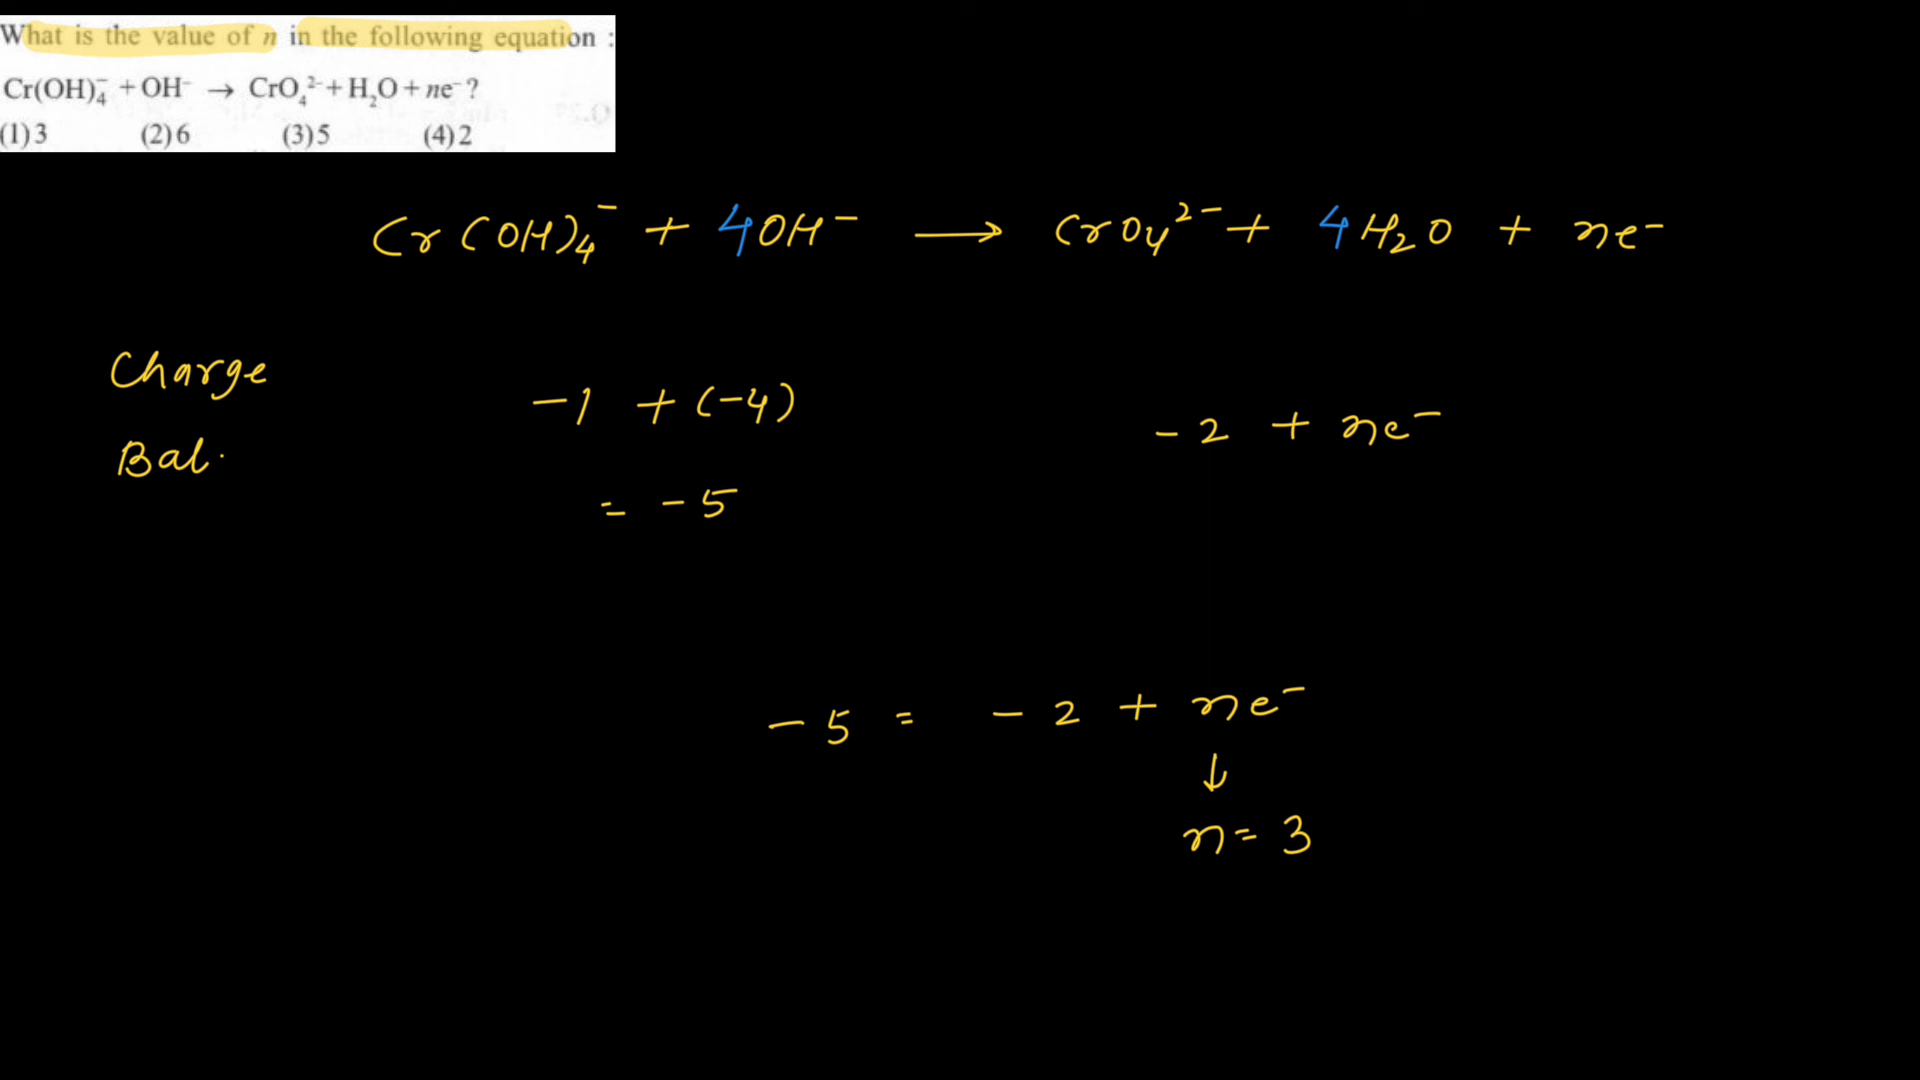 What is the value of n in the following equation :
Cr(OH)₄⁻ + OH⁻ → CrO₄²⁻ + H₂O + ne⁻ ?
(1) 3 (2) 6 (3) 5 (4) 2
Cr(OH)₄⁻ + 4OH⁻ ⟶ CrO₄²⁻ + 4H₂O + ne⁻
Charge
Bal.
-1 + (-4)
-2 + ne⁻
= -5
-5 = -2 + ne⁻
↓
n = 3